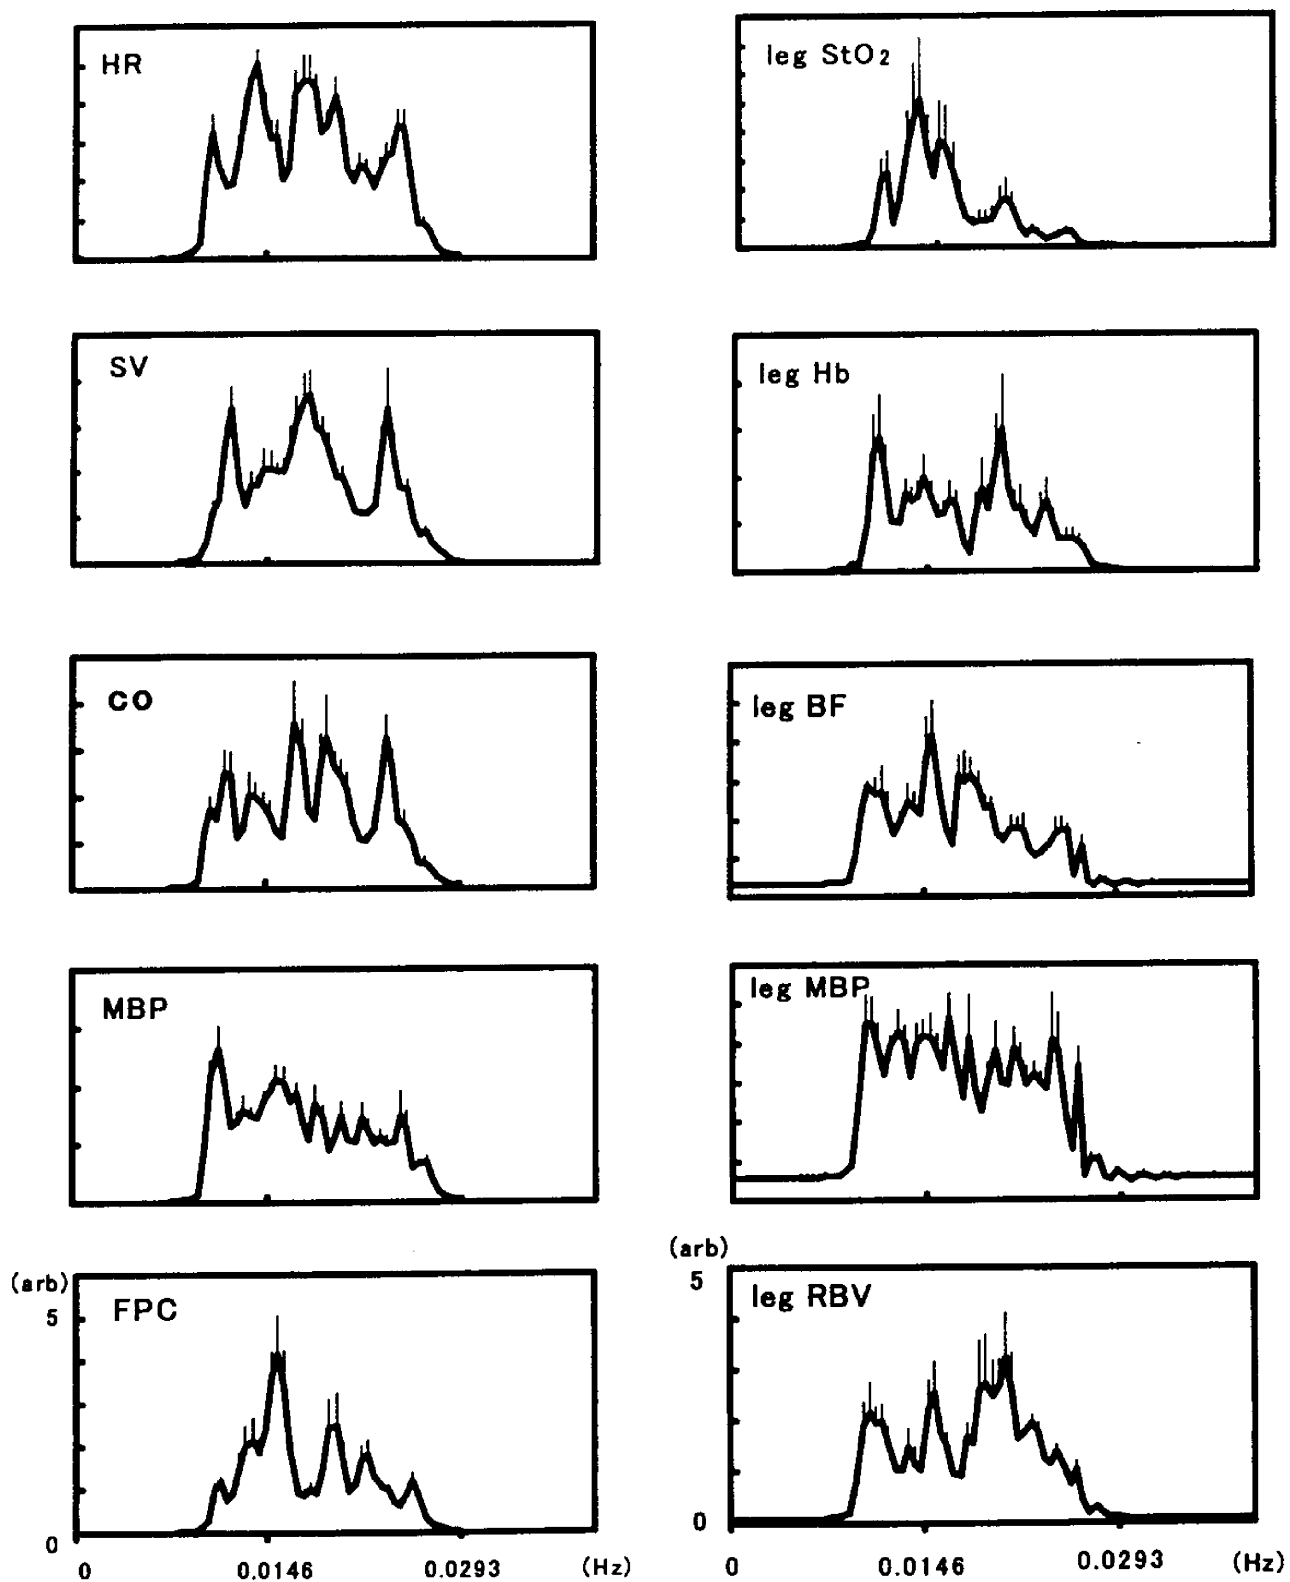 HR
leg StO2
SV
leg Hb
CO
leg BF
MBP
leg MBP
(arb)
5
FPC
0
0
0.0146
0.0293
(Hz)
(arb)
5
leg RBV
0
0
0.0146
0.0293
(Hz)